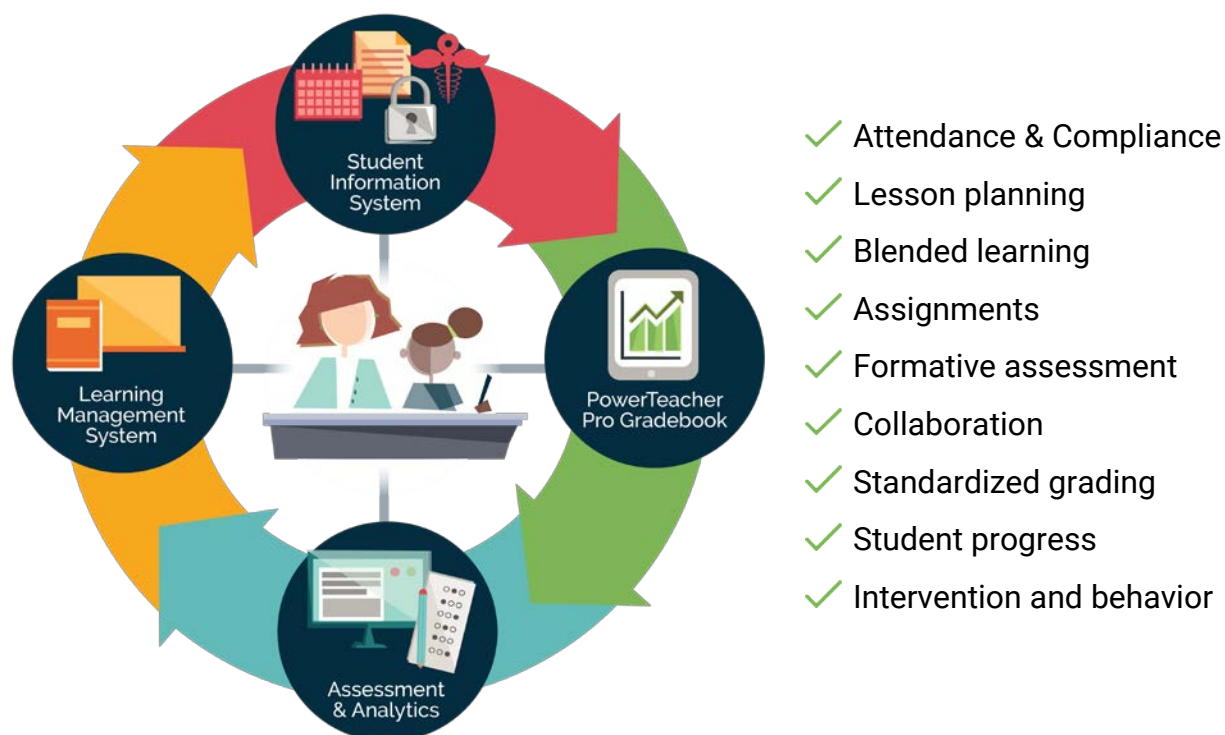 Student
Information
System
PowerTeacher
Pro Gradebook
Assessment
& Analytics
Learning
Management
System
Attendance & Compliance
Lesson planning
Blended learning
Assignments
Formative assessment
Collaboration
Standardized grading
Student progress
Intervention and behavior